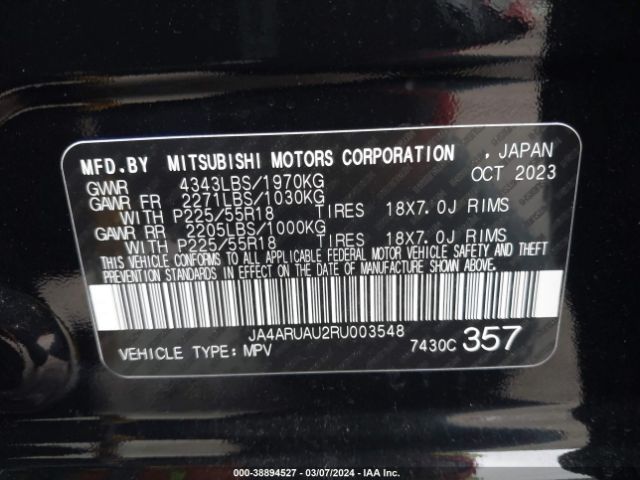 MFD.BY MITSUBISHI MOTORS CORPORATION , JAPAN
GVWR 4343LBS/1970KG OCT 2023
GAWR FR 2271LBS/1030KG
WITH P225/55R18 TIRES 18X7.0J RIMS
GAWR RR 2205LBS/1000KG
WITH P225/55R18 TIRES 18X7.0J RIMS
THIS VEHICLE CONFORMS TO ALL APPLICABLE FEDERAL MOTOR VEHICLE SAFETY AND THEFT
PREVENTION STANDARDS IN EFFECT ON THE DATE OF MANUFACTURE SHOWN ABOVE.
JA4ARUAU2RU003548
VEHICLE TYPE: MPV 7430C 357
000-38894527 - 03/07/2024 - IAA Inc.